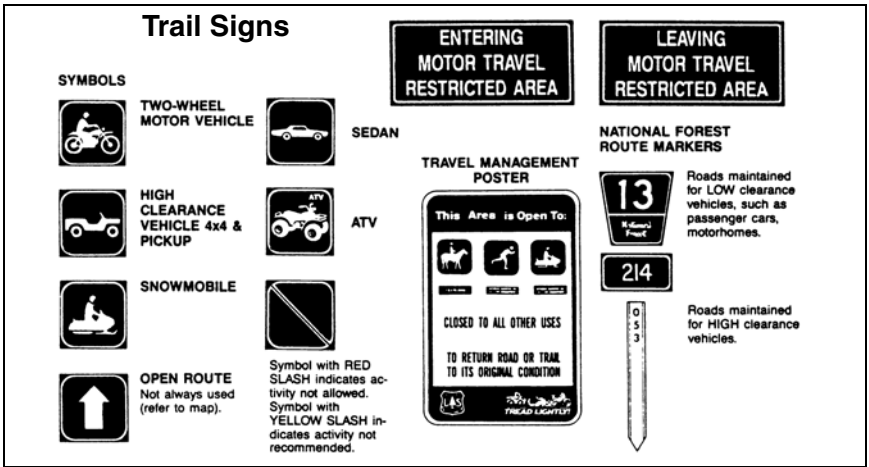 Trail Signs
SYMBOLS
TWO-WHEEL
MOTOR VEHICLE
SEDAN
HIGH
CLEARANCE
VEHICLE 4x4 &
PICKUP
ATV
ATV
SNOWMOBILE
OPEN ROUTE
Not always used
(refer to map).
Symbol with RED
SLASH indicates ac-
tivity not allowed.
Symbol with
YELLOW SLASH in-
dicates activity not
recommended.
ENTERING
MOTOR TRAVEL
RESTRICTED AREA
LEAVING
MOTOR TRAVEL
RESTRICTED AREA
TRAVEL MANAGEMENT
POSTER
This Area is Open To:
CLOSED TO ALL OTHER USES
TO RETURN ROAD OR TRAIL
TO ITS ORIGINAL CONDITION
TREAD LIGHTLY!
NATIONAL FOREST
ROUTE MARKERS
13
National
Forest
Roads maintained
for LOW clearance
vehicles, such as
passenger cars,
motorhomes.
214
0
5
3
Roads maintained
for HIGH clearance
vehicles.